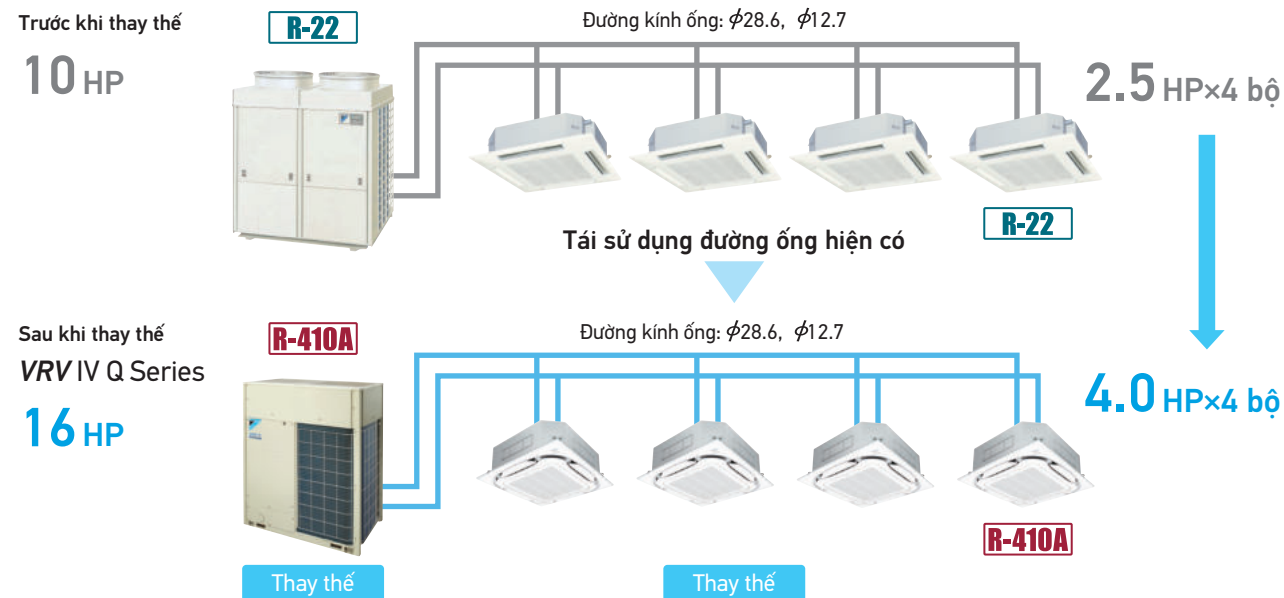 Trước khi thay thế
R-22
Đường kính ống: ϕ28.6, ϕ12.7
10 HP
2.5 HP×4 bộ
R-22
Tái sử dụng đường ống hiện có
Sau khi thay thế
R-410A
Đường kính ống: ϕ28.6, ϕ12.7
VRV IV Q Series
16 HP
4.0 HP×4 bộ
R-410A
Thay thế
Thay thế